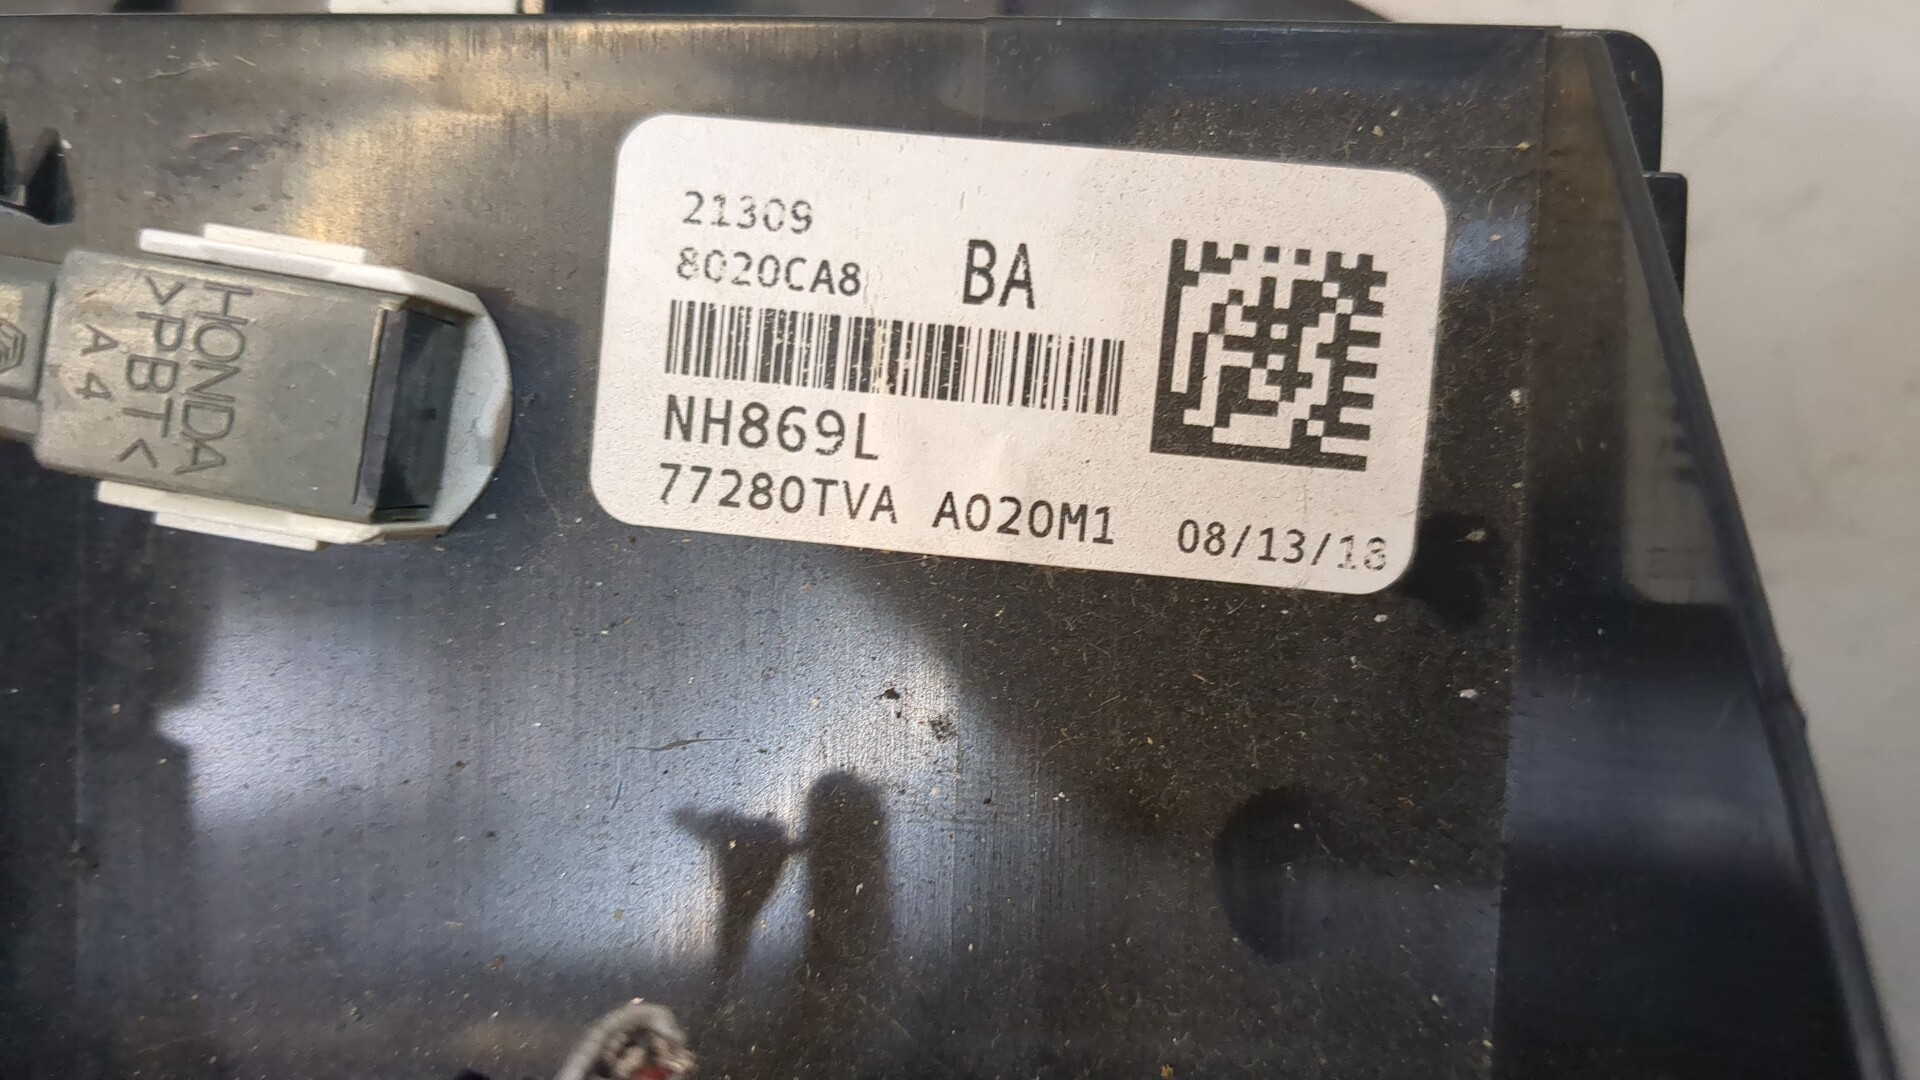 21309
8020CA8 BA
NH869L
77280TVA A020M1 08/13/18
HONDA
>PBT<
A4